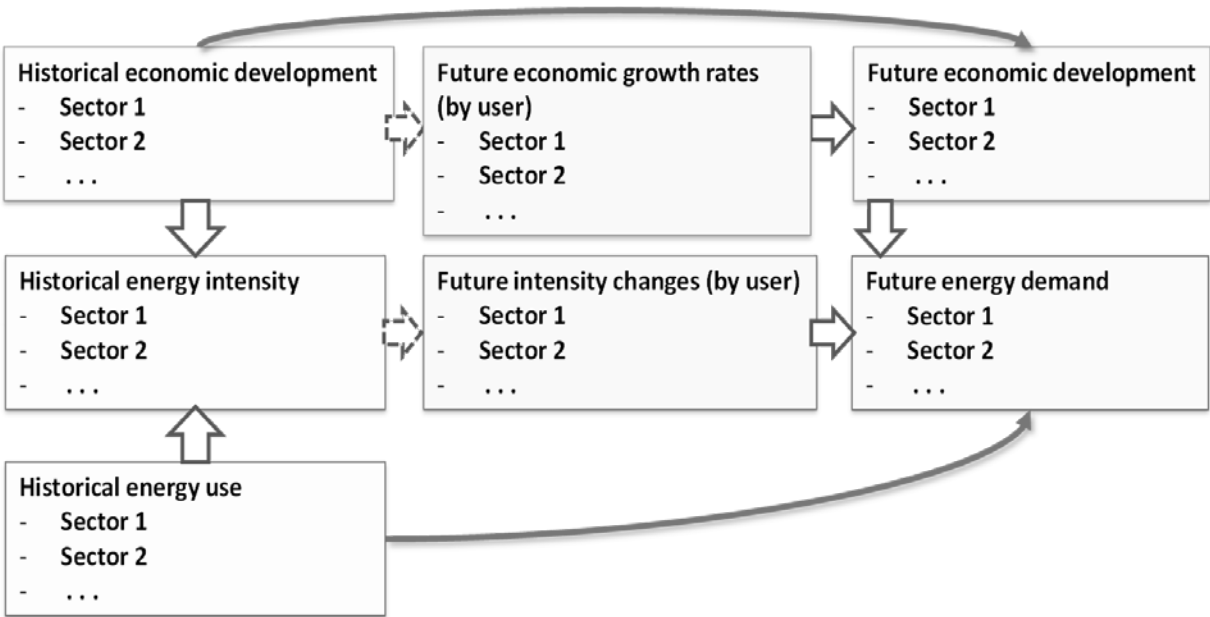 Historical economic development
- Sector 1
- Sector 2
- ...
Future economic growth rates
(by user)
- Sector 1
- Sector 2
- ...
Future economic development
- Sector 1
- Sector 2
- ...
Historical energy intensity
- Sector 1
- Sector 2
- ...
Future intensity changes (by user)
- Sector 1
- Sector 2
- ...
Future energy demand
- Sector 1
- Sector 2
- ...
Historical energy use
- Sector 1
- Sector 2
- ...